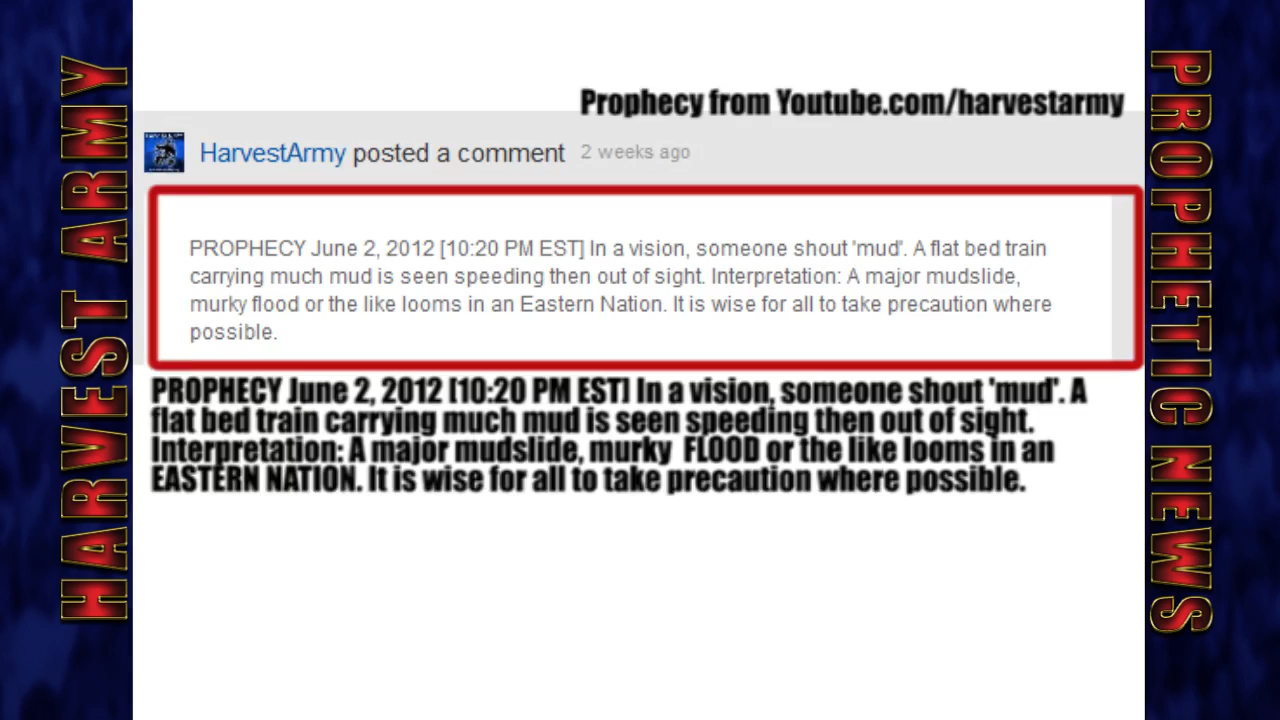 HARVEST ARMY
Prophecy from Youtube.com/harvestarmy
HarvestArmy posted a comment 2 weeks ago
PROPHECY June 2, 2012 [10:20 PM EST] In a vision, someone shout 'mud'. A flat bed train
carrying much mud is seen speeding then out of sight. Interpretation: A major mudslide,
murky flood or the like looms in an Eastern Nation. It is wise for all to take precaution where
possible.
PROPHECY June 2, 2012 [10:20 PM EST] In a vision, someone shout 'mud'. A
flat bed train carrying much mud is seen speeding then out of sight.
Interpretation: A major mudslide, murky FLOOD or the like looms in an
EASTERN NATION. It is wise for all to take precaution where possible.
PROPHETIC NEWS